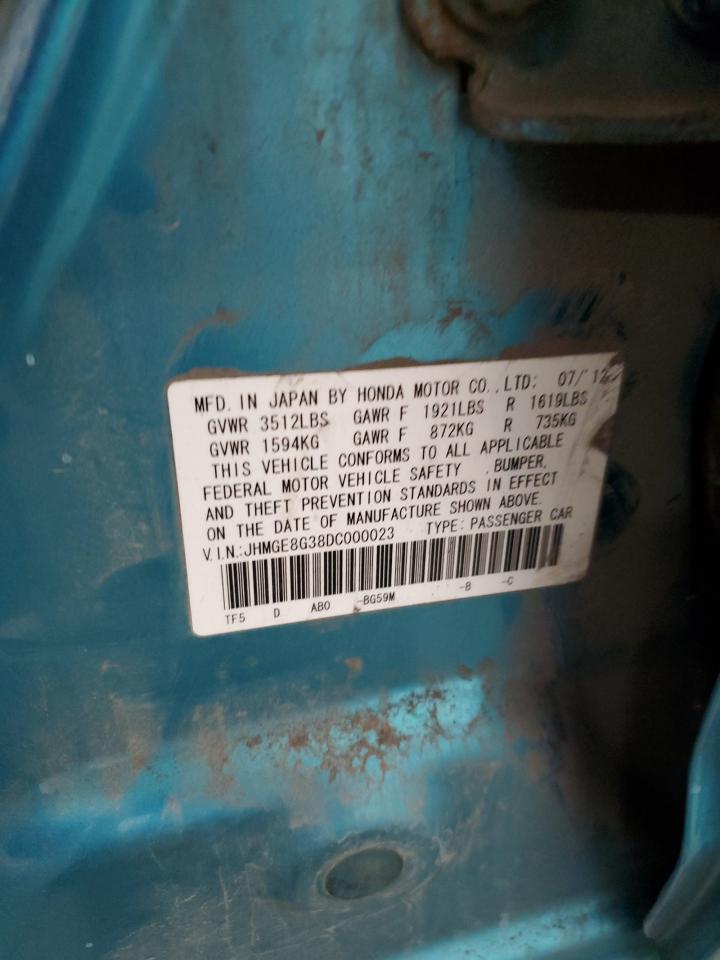 MFD. IN JAPAN BY HONDA MOTOR CO., LTD: 07/'12
GVWR 3512LBS GAWR F 1921LBS R 1619LBS
GVWR 1594KG GAWR F 872KG R 735KG
THIS VEHICLE CONFORMS TO ALL APPLICABLE
FEDERAL MOTOR VEHICLE SAFETY , BUMPER,
AND THEFT PREVENTION STANDARDS IN EFFECT
ON THE DATE OF MANUFACTURE SHOWN ABOVE.
V.I.N.:JHMGE8G38DC000023 TYPE: PASSENGER CAR
TF5 D AB0 -BG59M -B -C